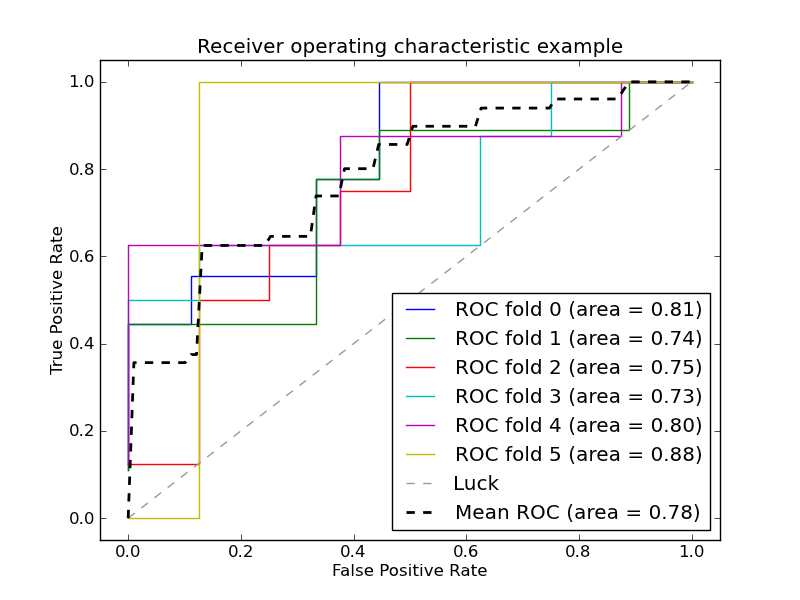 Receiver operating characteristic example
1.0
0.8
0.6
0.4
0.2
0.0
True Positive Rate
ROC fold 0 (area = 0.81)
ROC fold 1 (area = 0.74)
ROC fold 2 (area = 0.75)
ROC fold 3 (area = 0.73)
ROC fold 4 (area = 0.80)
ROC fold 5 (area = 0.88)
Luck
Mean ROC (area = 0.78)
0.0 0.2 0.4 0.6 0.8 1.0
False Positive Rate